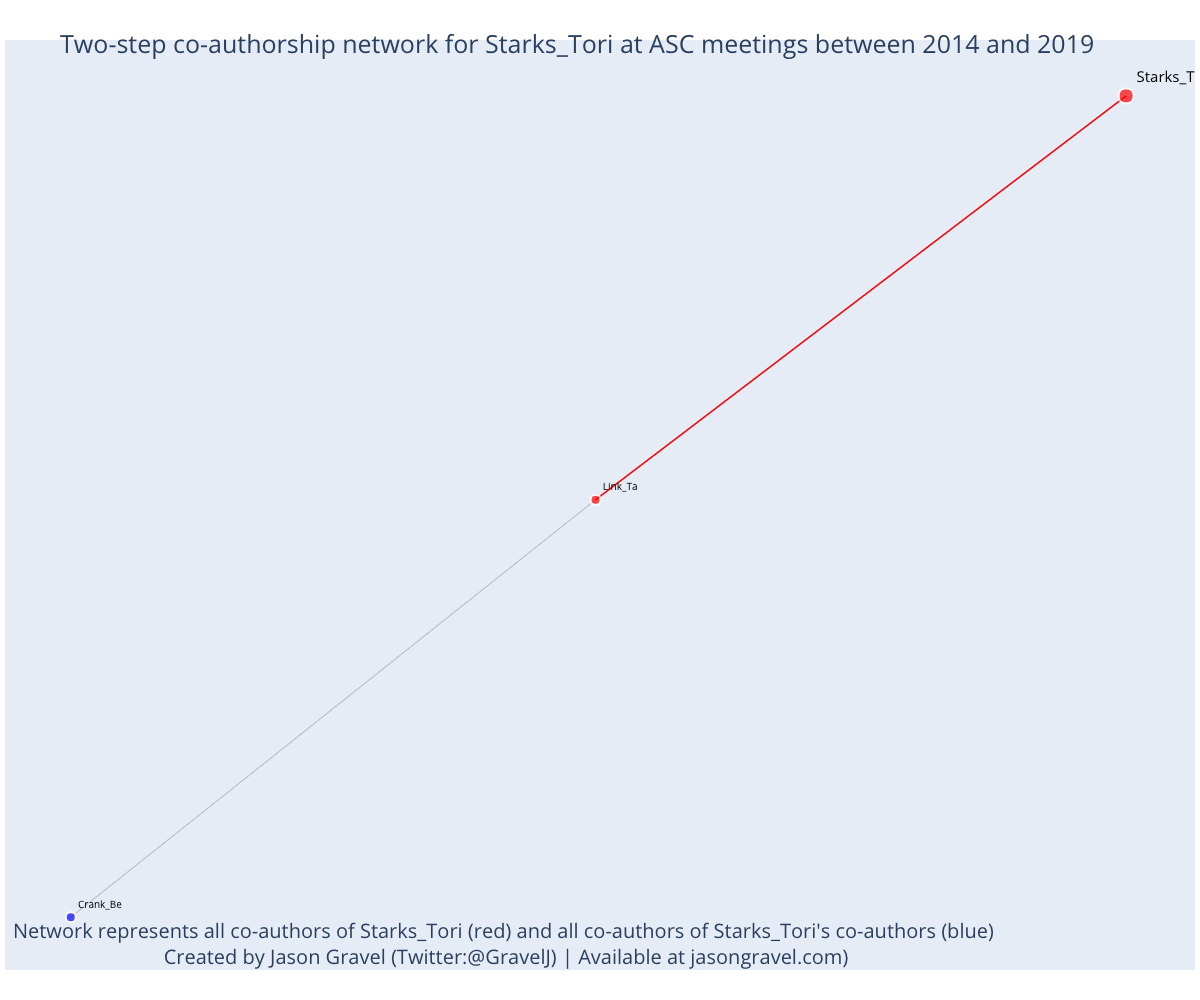 Two-step co-authorship network for Starks_Tori at ASC meetings between 2014 and 2019
Starks_T
Link_Ta
Crank_Be
Network represents all co-authors of Starks_Tori (red) and all co-authors of Starks_Tori's co-authors (blue)
Created by Jason Gravel (Twitter:@GravelJ) | Available at jasongravel.com)